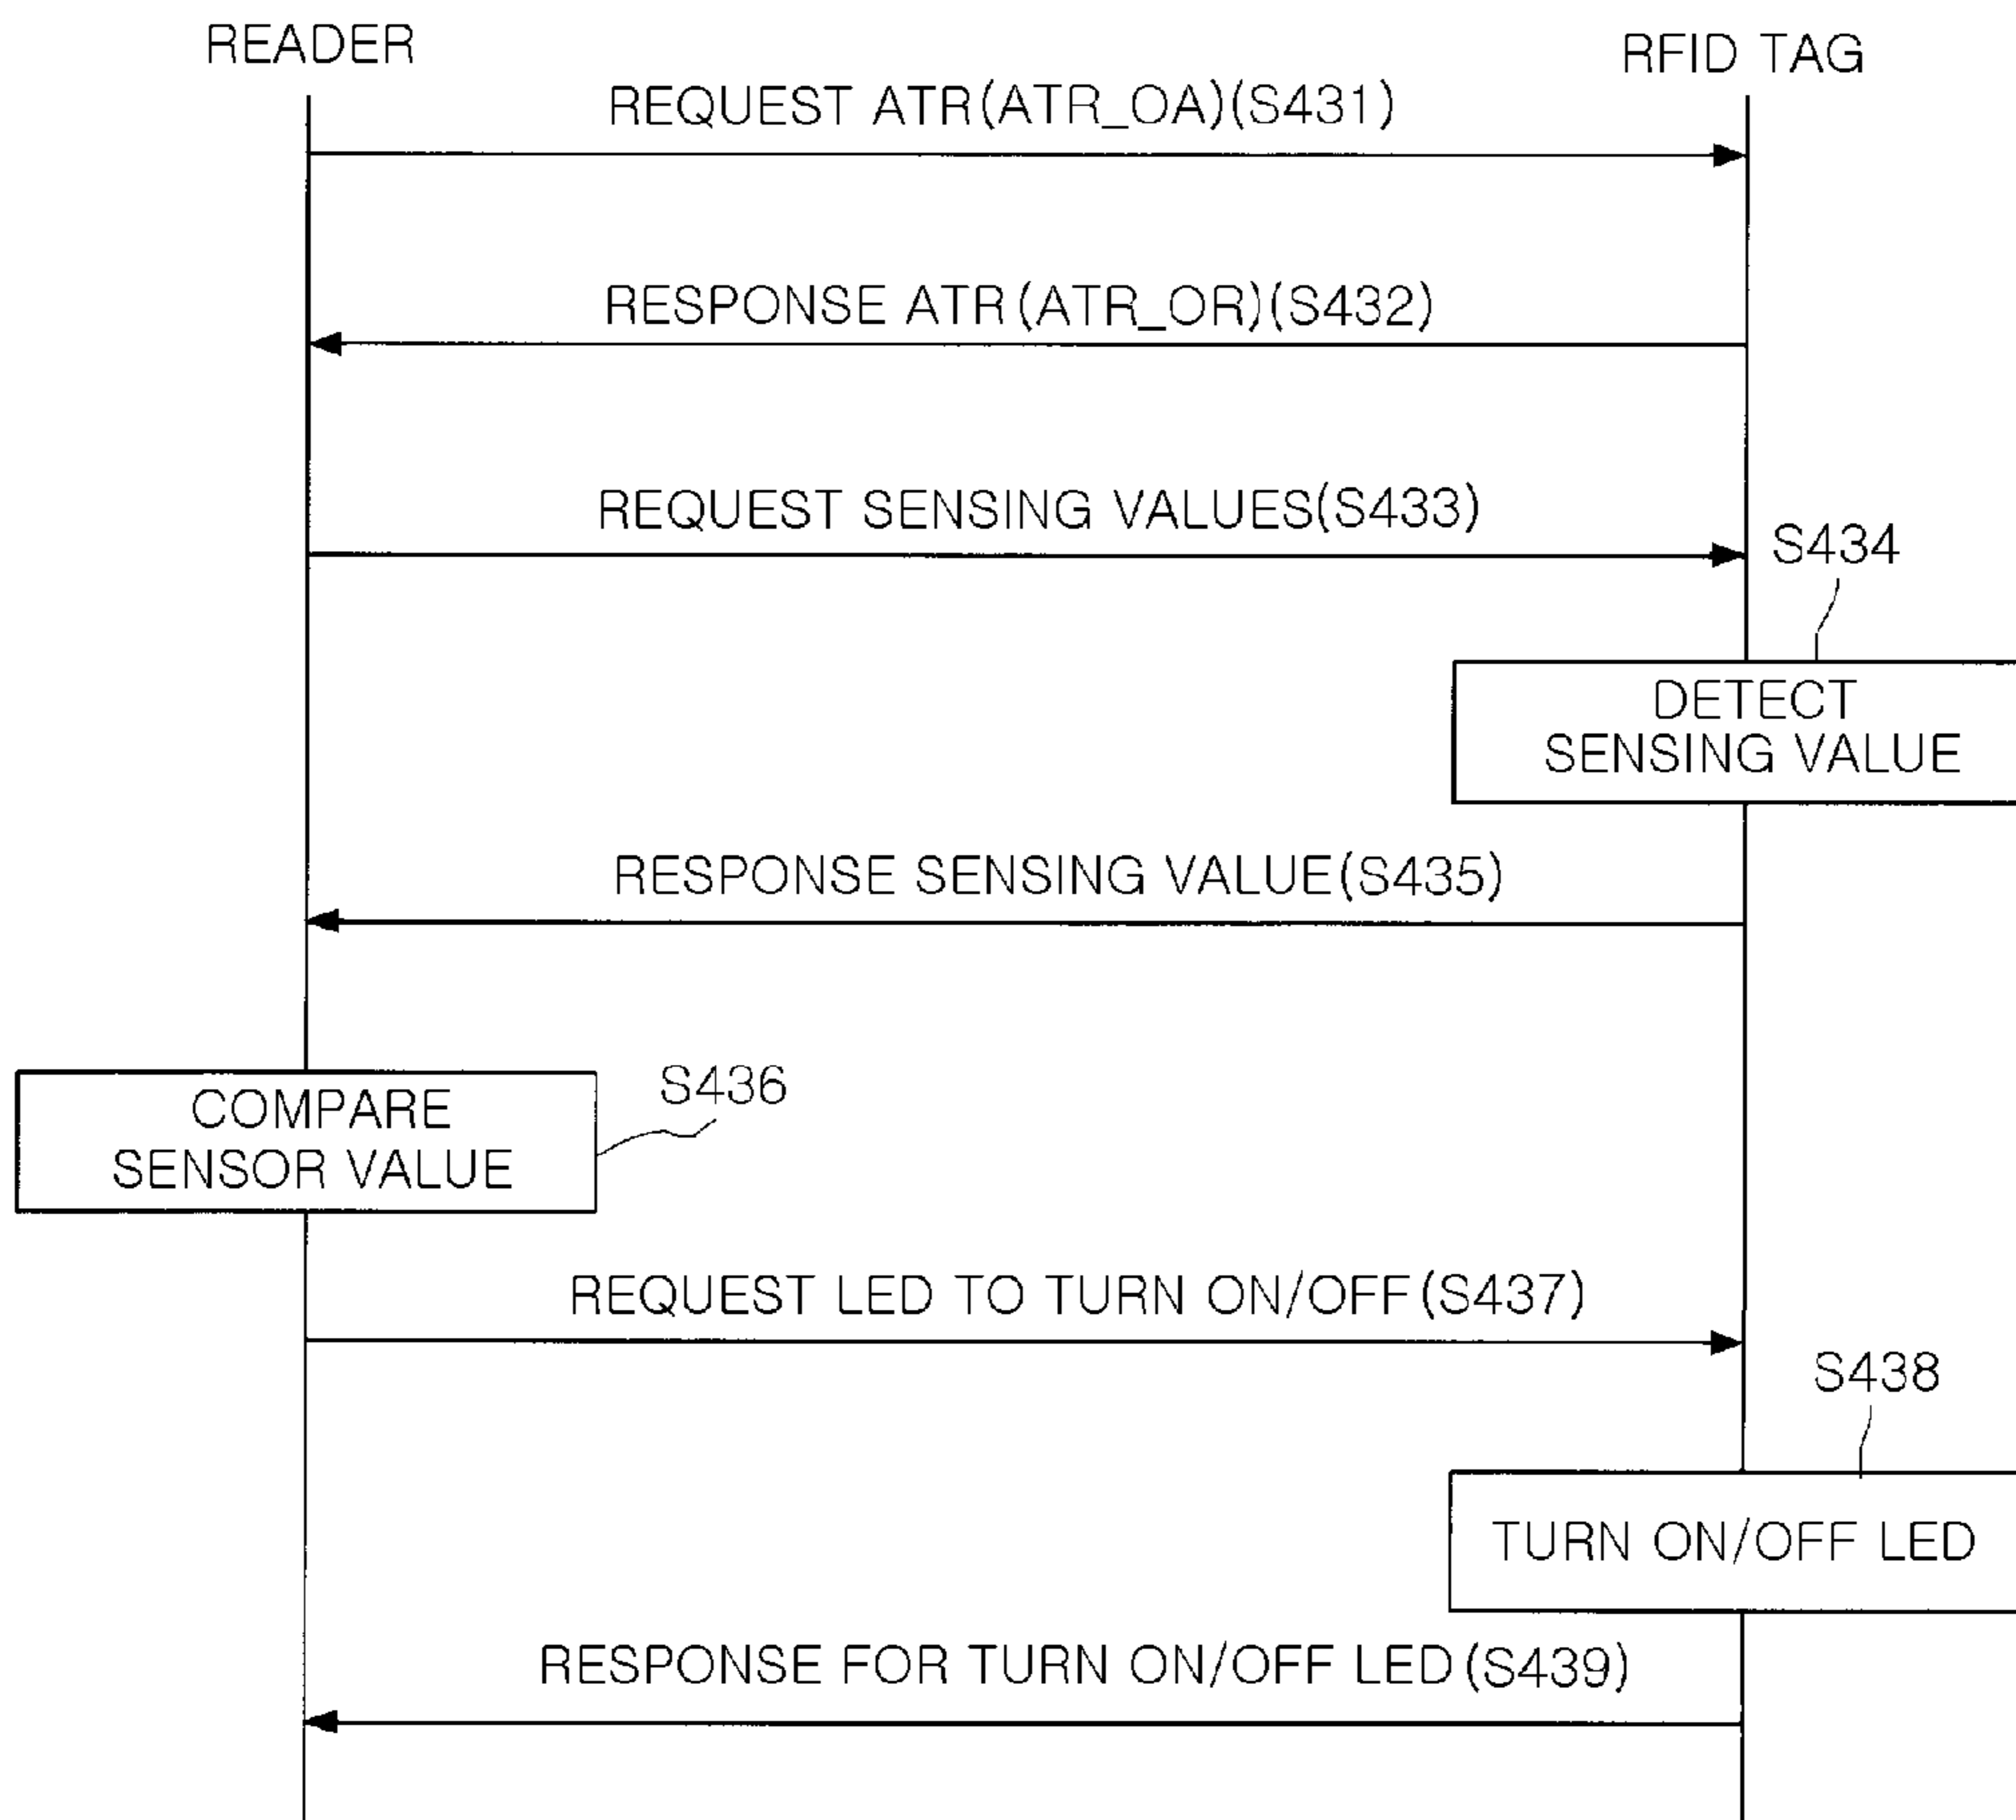 READER
RFID TAG
REQUEST ATR(ATR_OA)(S431)
RESPONSE ATR(ATR_OR)(S432)
REQUEST SENSING VALUES(S433)
S434
DETECT
SENSING VALUE
RESPONSE SENSING VALUE(S435)
COMPARE
SENSOR VALUE
S436
REQUEST LED TO TURN ON/OFF(S437)
S438
TURN ON/OFF LED
RESPONSE FOR TURN ON/OFF LED(S439)